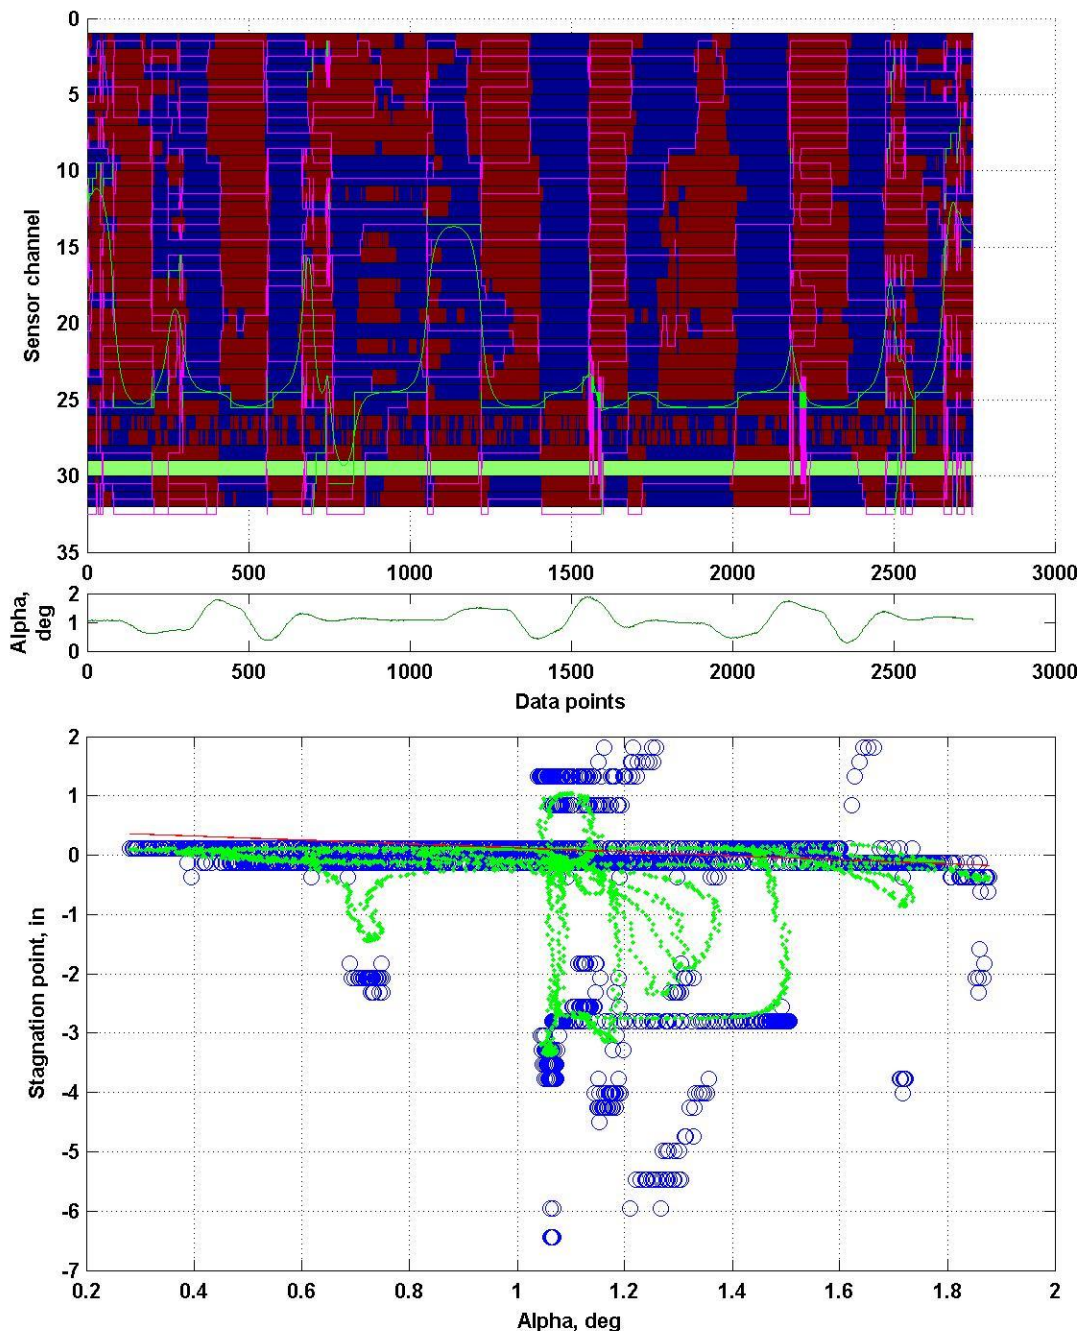 0
5
10
15
20
25
30
35
Sensor channel
0 500 1000 1500 2000 2500 3000
2
1
0
Alpha,
deg
0 500 1000 1500 2000 2500 3000
Data points
2
1
0
-1
-2
-3
-4
-5
-6
-7
Stagnation point, in
0.2 0.4 0.6 0.8 1 1.2 1.4 1.6 1.8 2
Alpha, deg